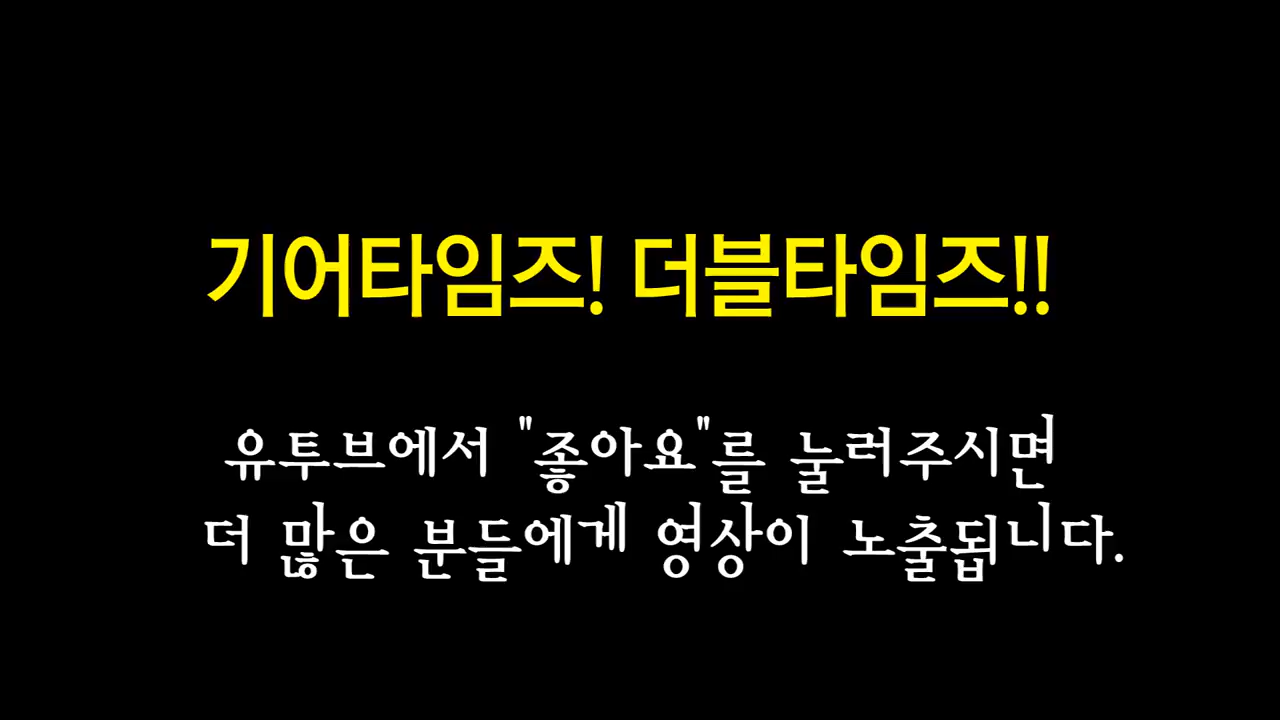 기어타임즈! 더블타임즈!!
유투브에서 "좋아요"를 눌러주시면
더 많은 분들에게 영상이 노출됩니다.